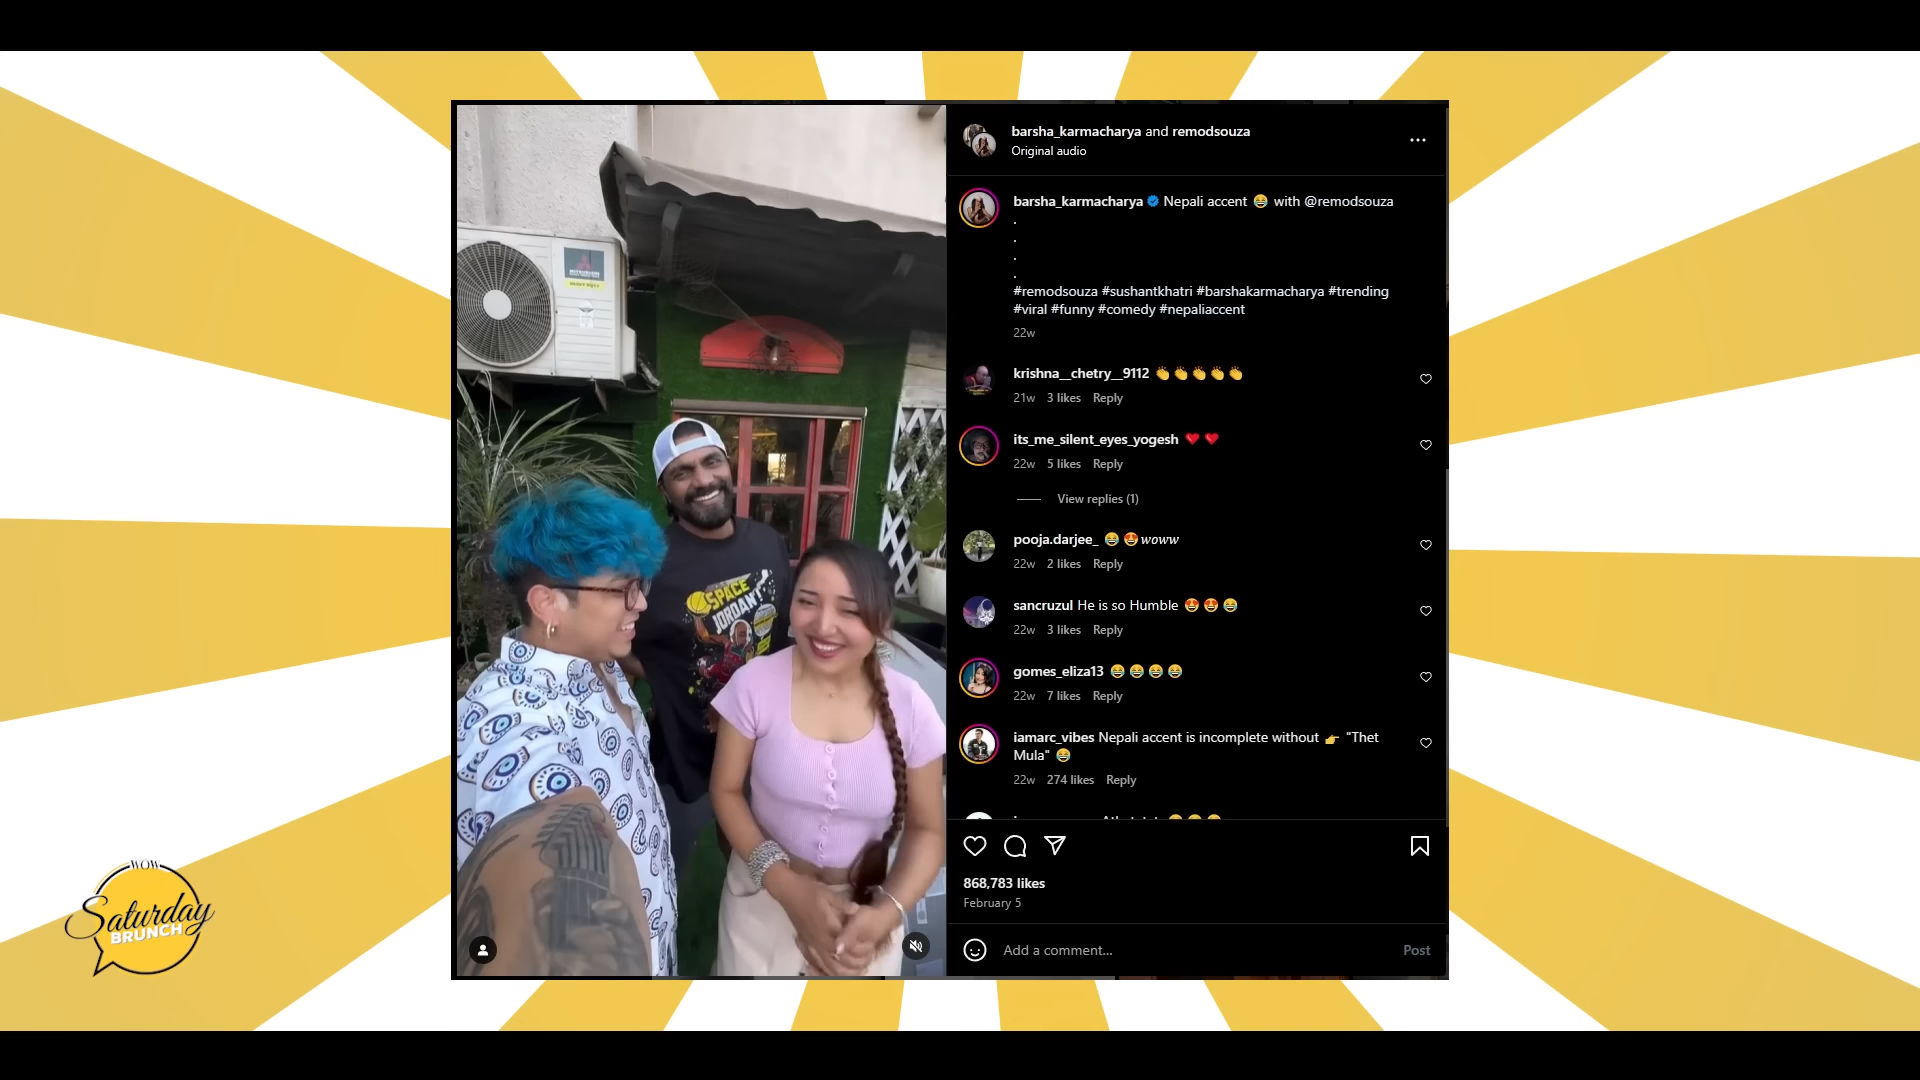 barsha_karmacharya and remodsouza
Original audio
barsha_karmacharya Nepali accent 😂 with @remodsouza
.
.
.
.
#remodsouza #sushantkhatri #barshakarmacharya #trending
#viral #funny #comedy #nepaliaccent
22w
krishna__chetry__9112 👏👏👏👏👏
21w 3 likes Reply
its_me_silent_eyes_yogesh ❤️❤️
22w 5 likes Reply
View replies (1)
pooja.darjee_ 😂🤩woww
22w 2 likes Reply
sancruzul He is so Humble 🤩🤩😂
22w 3 likes Reply
gomes_eliza13 😂😂😂😂
22w 7 likes Reply
iamarc_vibes Nepali accent is incomplete without 👉 "Thet
Mula" 😂
22w 274 likes Reply
868,783 likes
February 5
Add a comment...
Post
SPACE
JORDANT
WOW
Saturday
BRUNCH